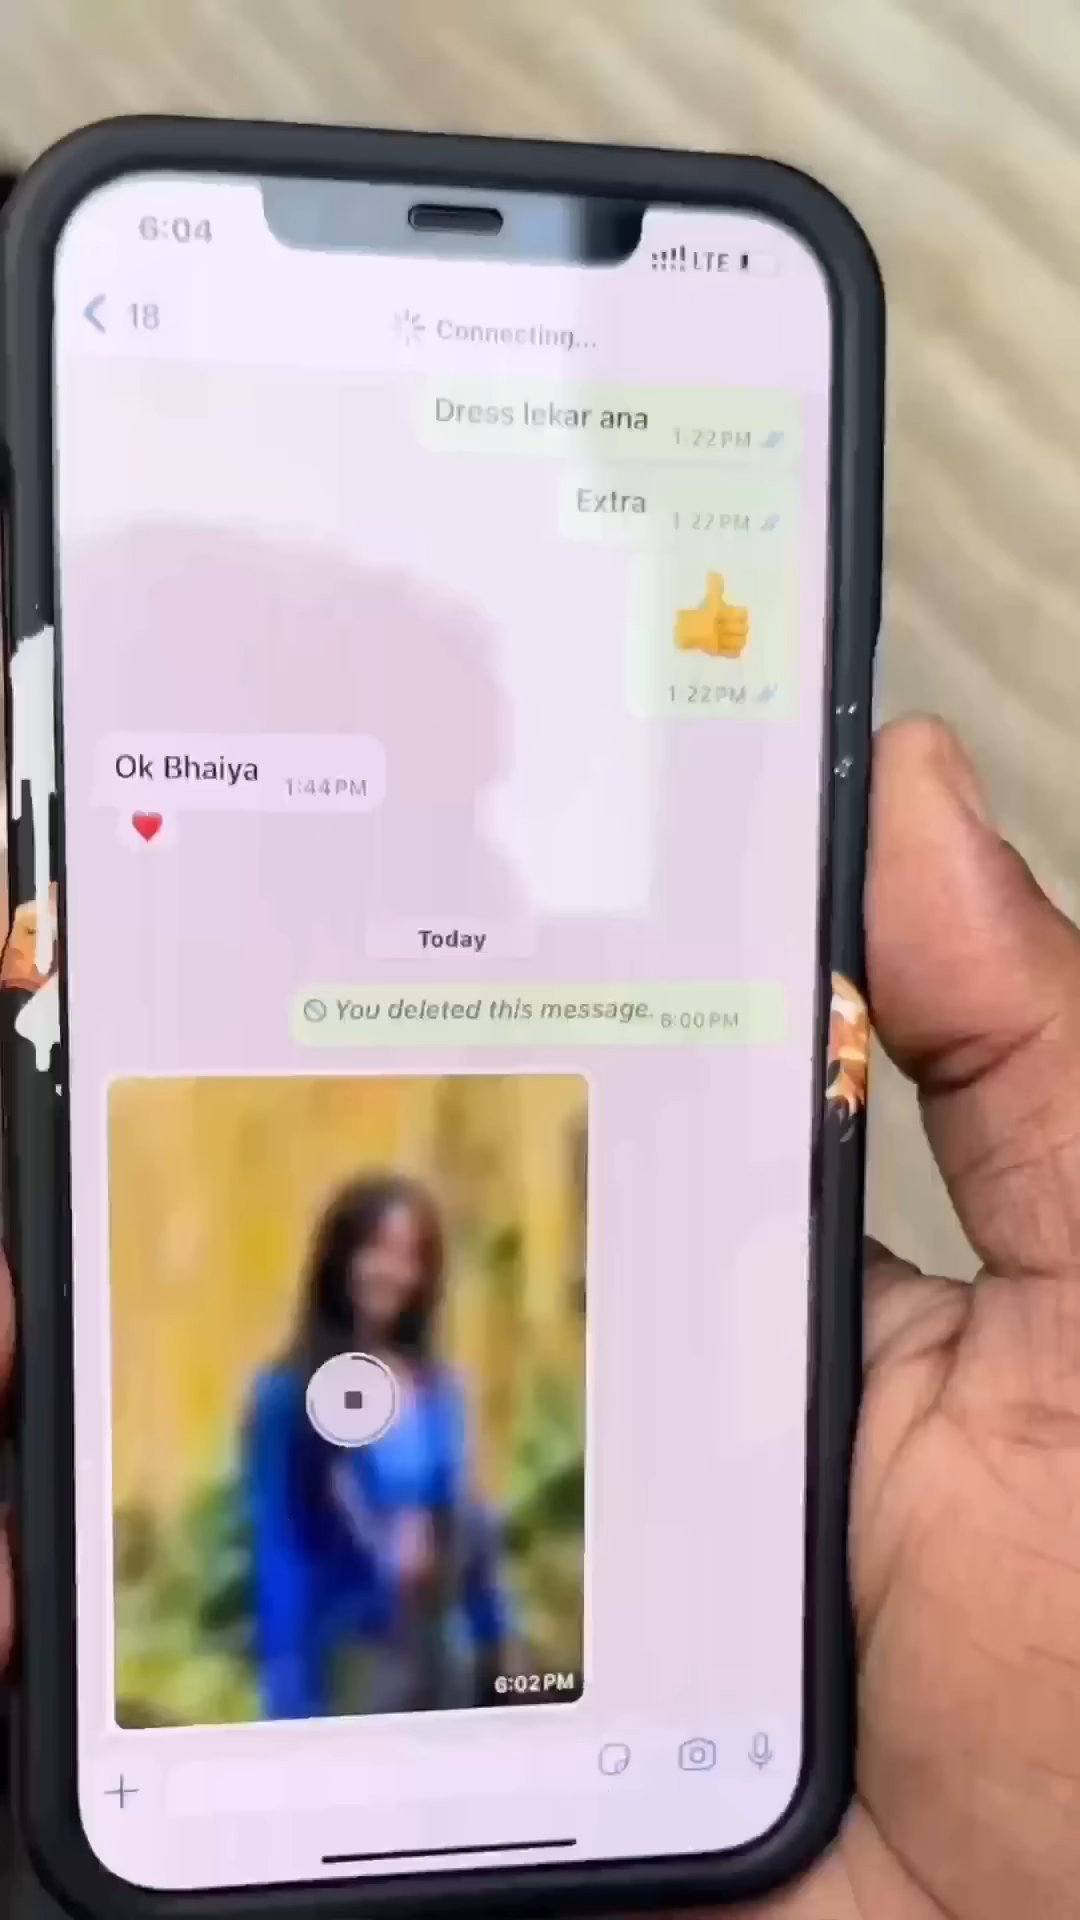 6:04
LTE
18
Connecting...
Dress lekar ana
1:22 PM
Extra
1:22 PM
1:22 PM
Ok Bhaiya
1:44 PM
Today
You deleted this message.
6:00 PM
6:02 PM